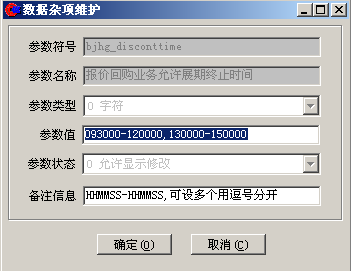 数据杂项维护
参数符号 bjhg_disconttime
参数名称 报价回购业务允许展期终止时间
参数类型 0 字符
参数值 093000-120000,130000-150000
参数状态 0 允许显示修改
备注信息 HHMMSS-HHMMSS,可设多个用逗号分开
确定(O) 取消(C)